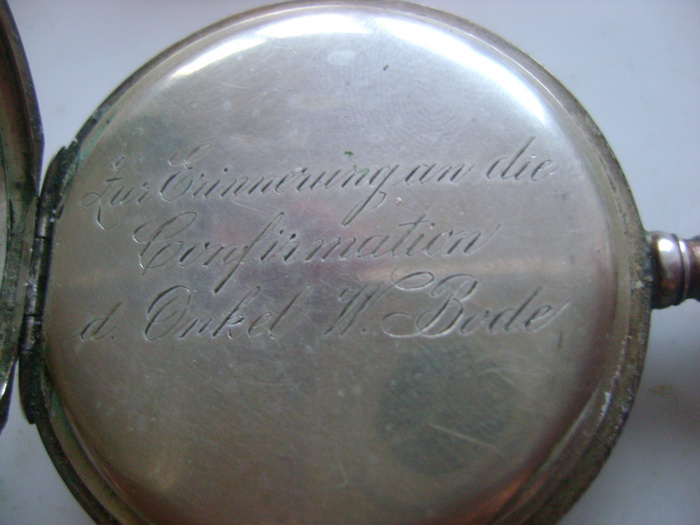 Zur Erinnerung an die
Confirmation
d. Onkel W. Bode